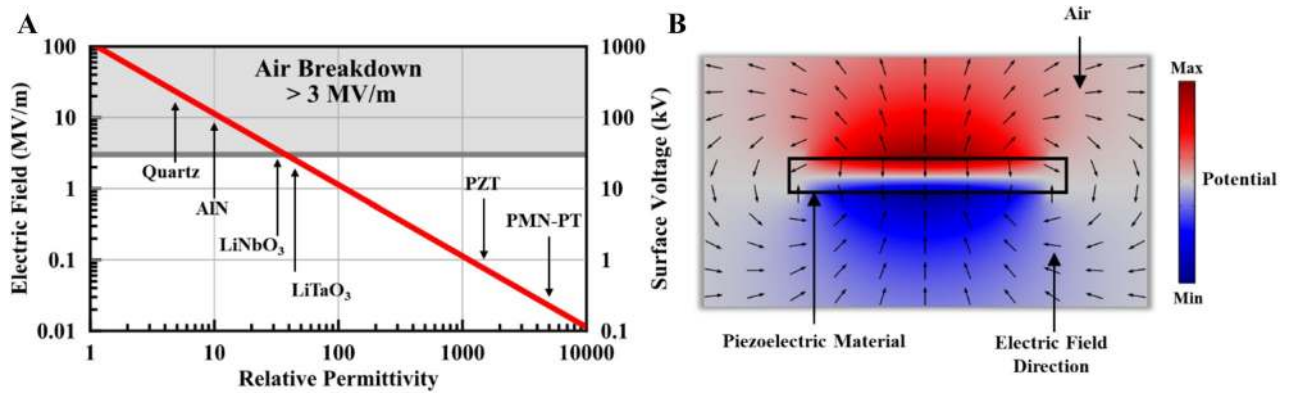 A
Electric Field (MV/m)
100
10
1
0.1
0.01
Air Breakdown
> 3 MV/m
Quartz
AlN
LiNbO3
LiTaO3
PZT
PMN-PT
1000
100
10
1
0.1
Surface Voltage (kV)
1 10 100 1000 10000
Relative Permittivity
B
Air
Max
Potential
Min
Piezoelectric Material
Electric Field
Direction